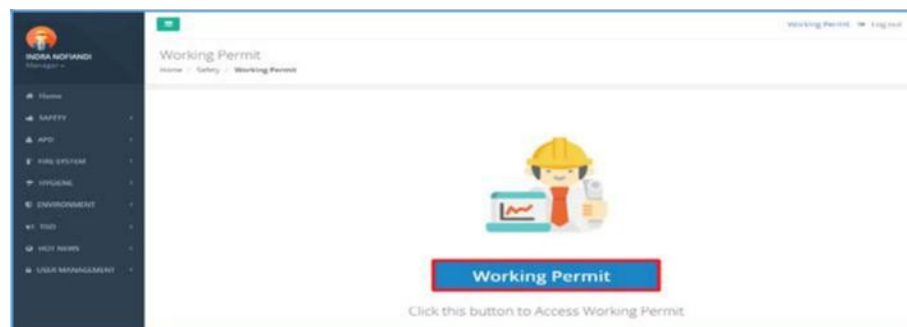 Working Permit Log out
INDRA NOFIANDI
Manager
Working Permit
Home / Safety / Working Permit
Home
SAFETY
APD
FIRE SYSTEM
HYGIENE
ENVIRONMENT
HOT NEWS
USER MANAGEMENT
Working Permit
Click this button to Access Working Permit